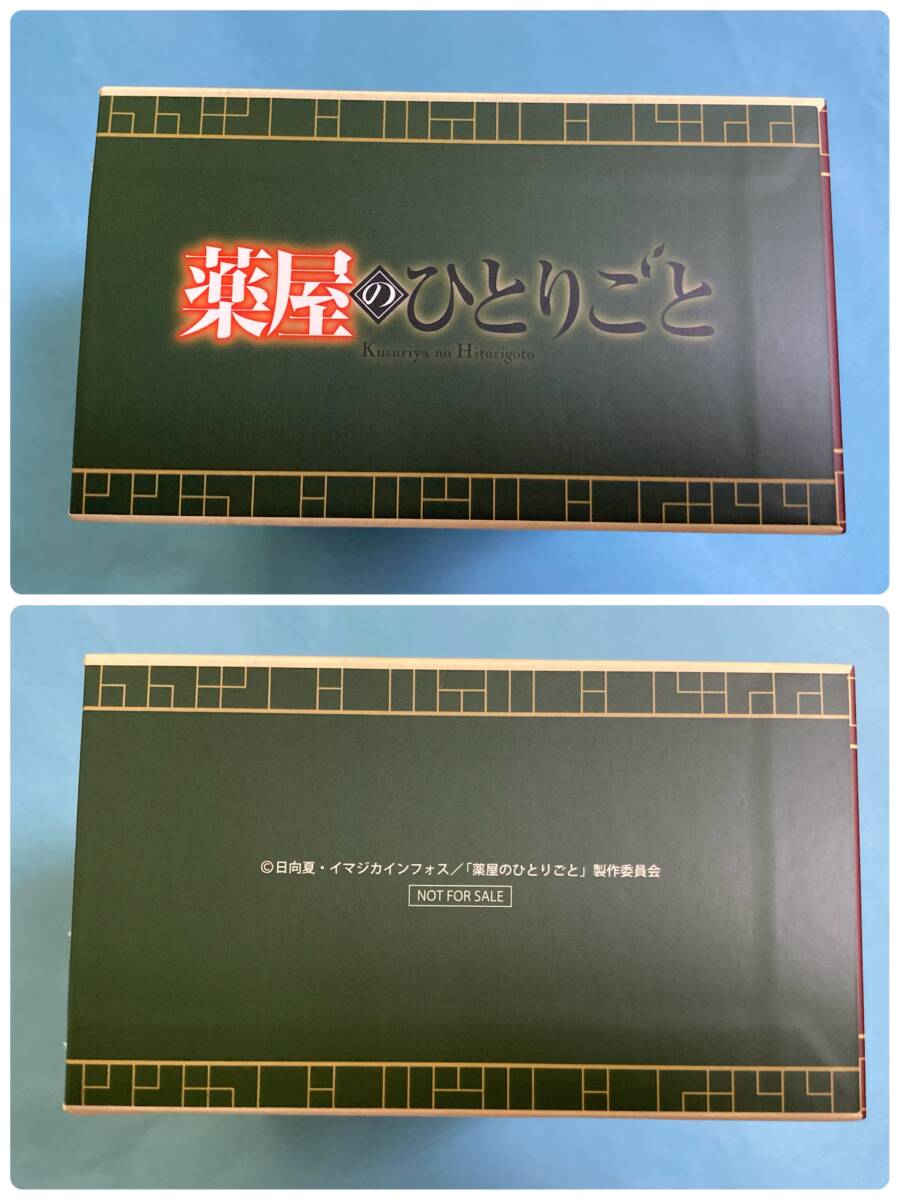 薬屋のひとりごと
Kusuriya no Hitorigoto
©日向夏・イマジカインフォス／「薬屋のひとりごと」製作委員会
NOT FOR SALE